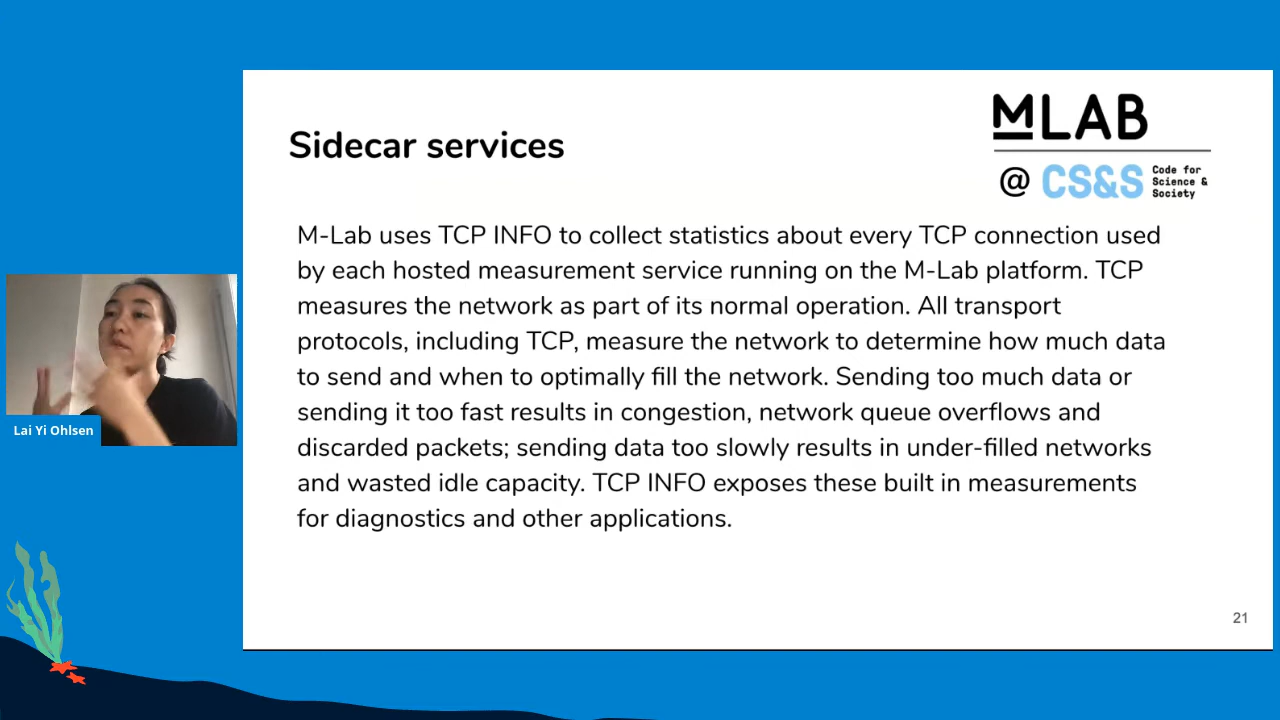 MLAB
@ CS&S Code for
Science &
Society
Sidecar services
M-Lab uses TCP INFO to collect statistics about every TCP connection used
by each hosted measurement service running on the M-Lab platform. TCP
measures the network as part of its normal operation. All transport
protocols, including TCP, measure the network to determine how much data
to send and when to optimally fill the network. Sending too much data or
sending it too fast results in congestion, network queue overflows and
discarded packets; sending data too slowly results in under-filled networks
and wasted idle capacity. TCP INFO exposes these built in measurements
for diagnostics and other applications.
Lai Yi Ohlsen
21